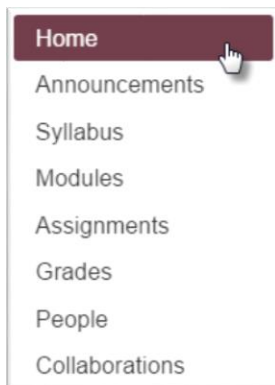 Home
Announcements
Syllabus
Modules
Assignments
Grades
People
Collaborations